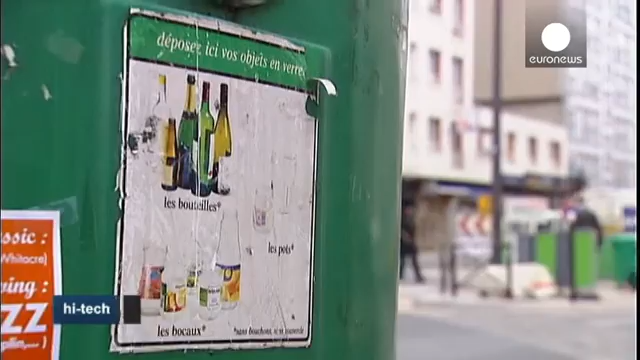 euronews
déposez ici vos objets en verre
les bouteilles*
les pots*
les bocaux*
*sans bouchons, ni couvercle
ssic :
Whitacre)
ving :
ZZ
hi-tech